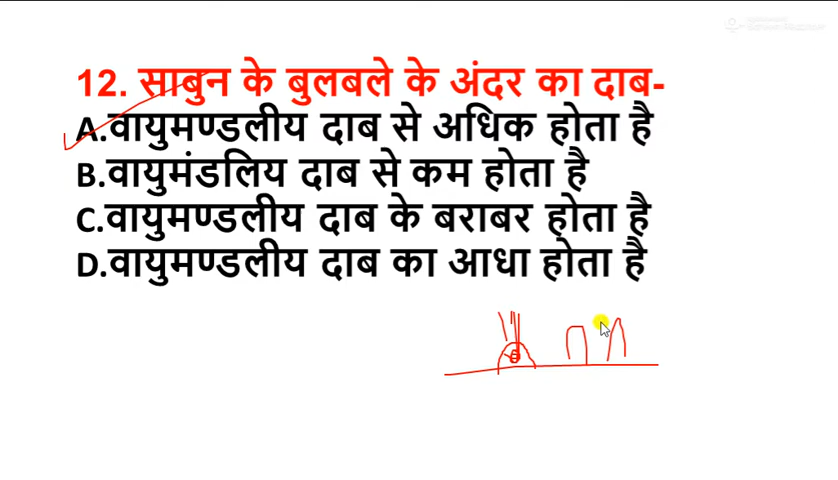 12. साबुन के बुलबले के अंदर का दाब-
A.वायुमण्डलीय दाब से अधिक होता है
B.वायुमंडलिय दाब से कम होता है
C.वायुमण्डलीय दाब के बराबर होता है
D.वायुमण्डलीय दाब का आधा होता है